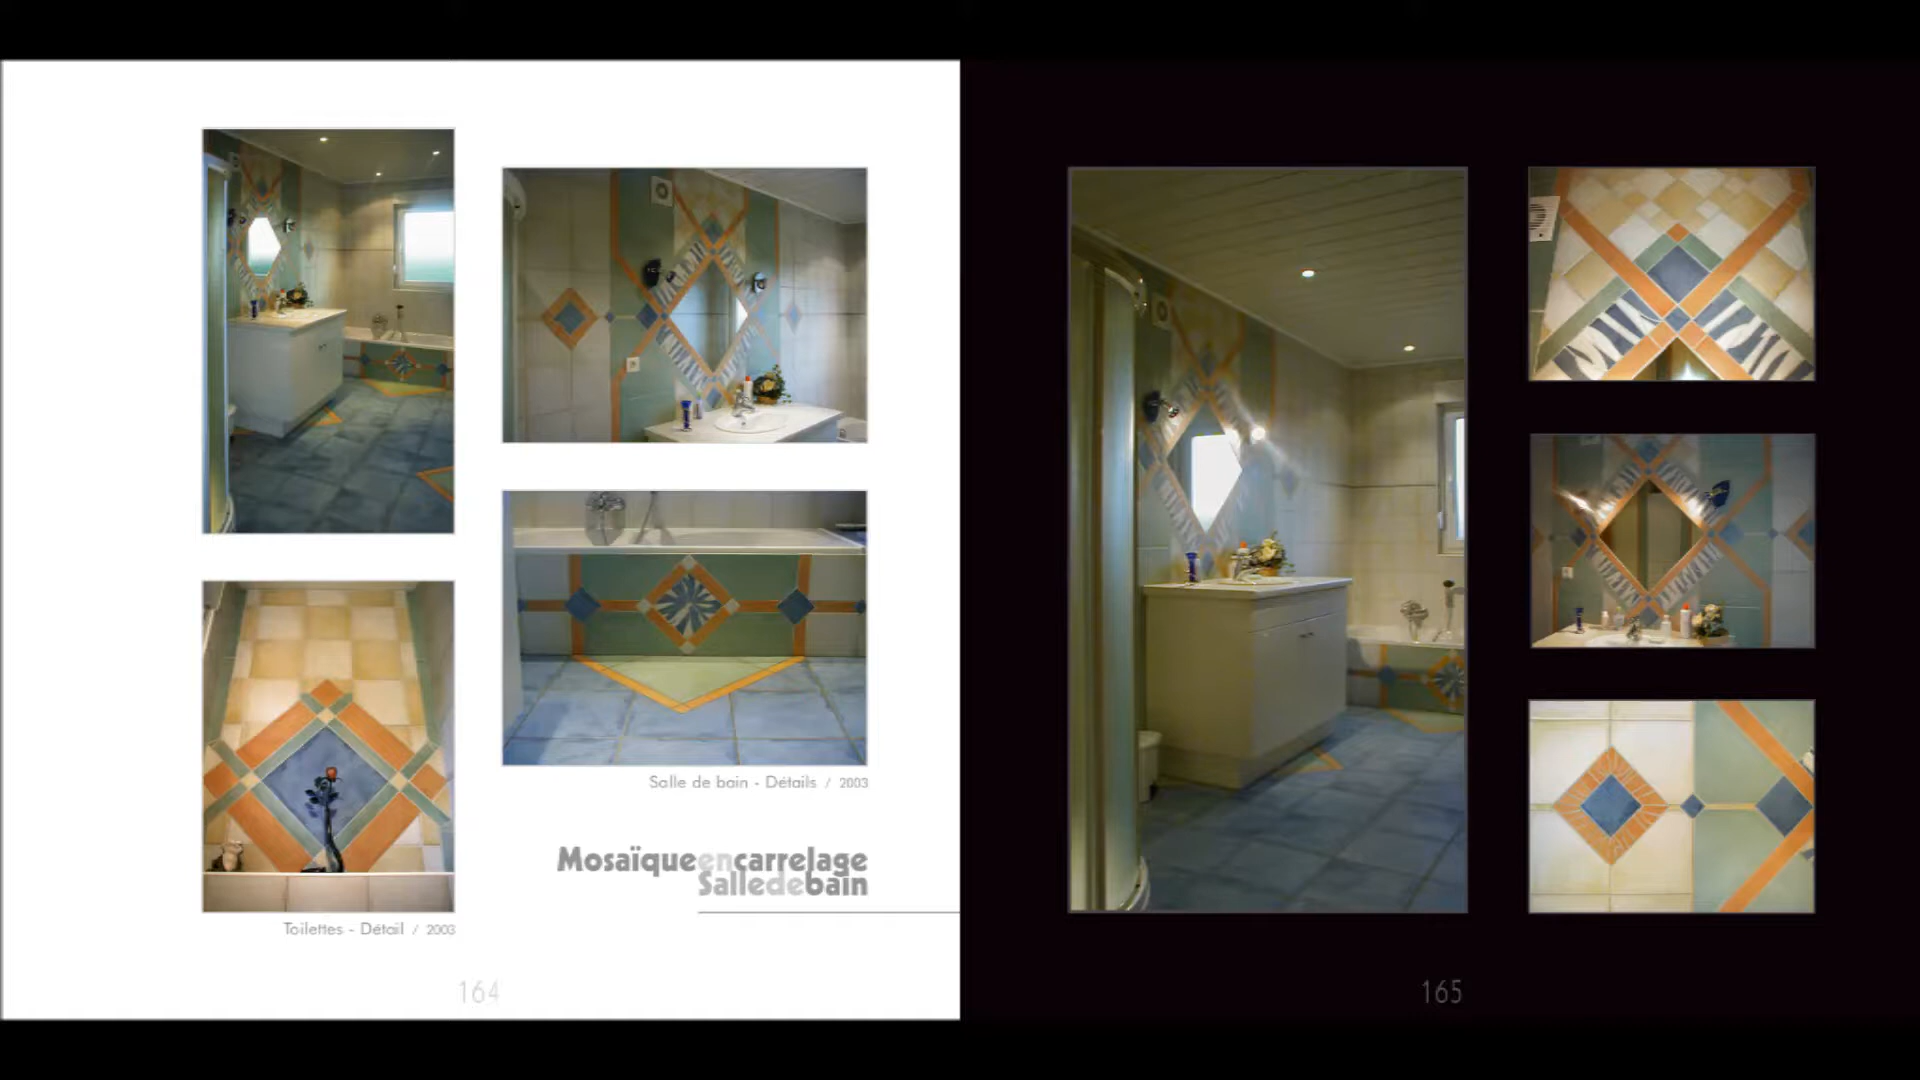 Salle de bain - Détails / 2003
Mosaïqueencarrelage
Salledebain
Toilettes - Détail / 2003
164
165